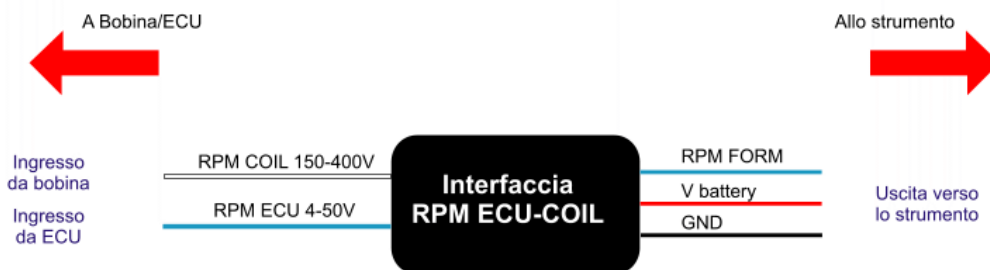 A Bobina/ECU
Allo strumento
Ingresso
da bobina
RPM COIL 150-400V
Ingresso
da ECU
RPM ECU 4-50V
Interfaccia
RPM ECU-COIL
RPM FORM
V battery
GND
Uscita verso
lo strumento